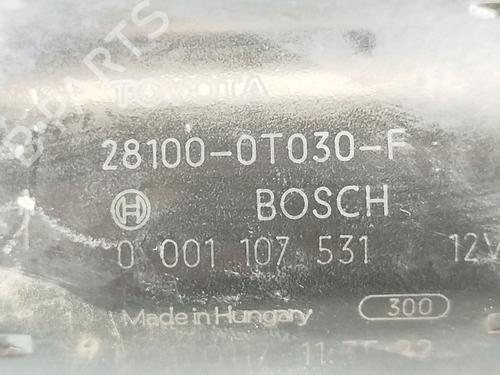 B-PARTS
TOYOTA
28100-0T030-F
BOSCH
0 001 107 531 12V
Made in Hungary 300